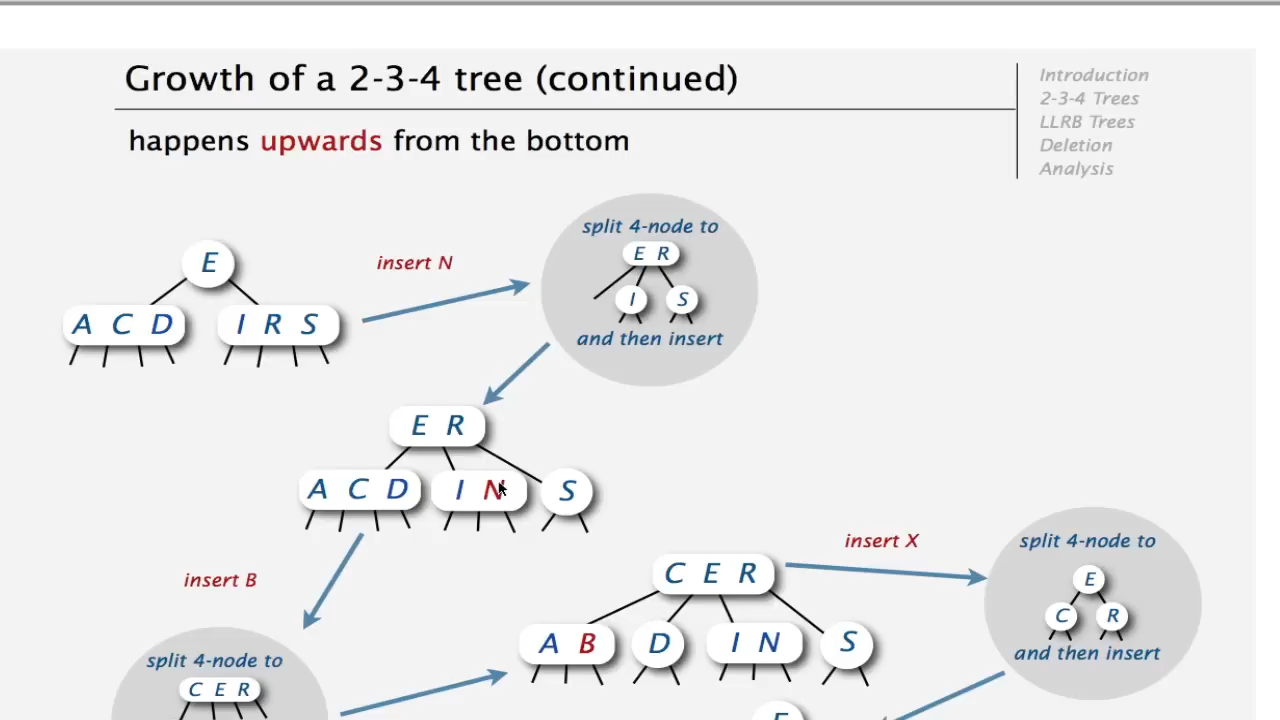 Growth of a 2-3-4 tree (continued)
happens upwards from the bottom
Introduction
2-3-4 Trees
LLRB Trees
Deletion
Analysis
E
A C D
I R S
insert N
split 4-node to
E R
I
S
and then insert
E R
A C D
I N
S
insert B
split 4-node to
C E R
C E R
A B
D
I N
S
insert X
split 4-node to
E
C
R
and then insert